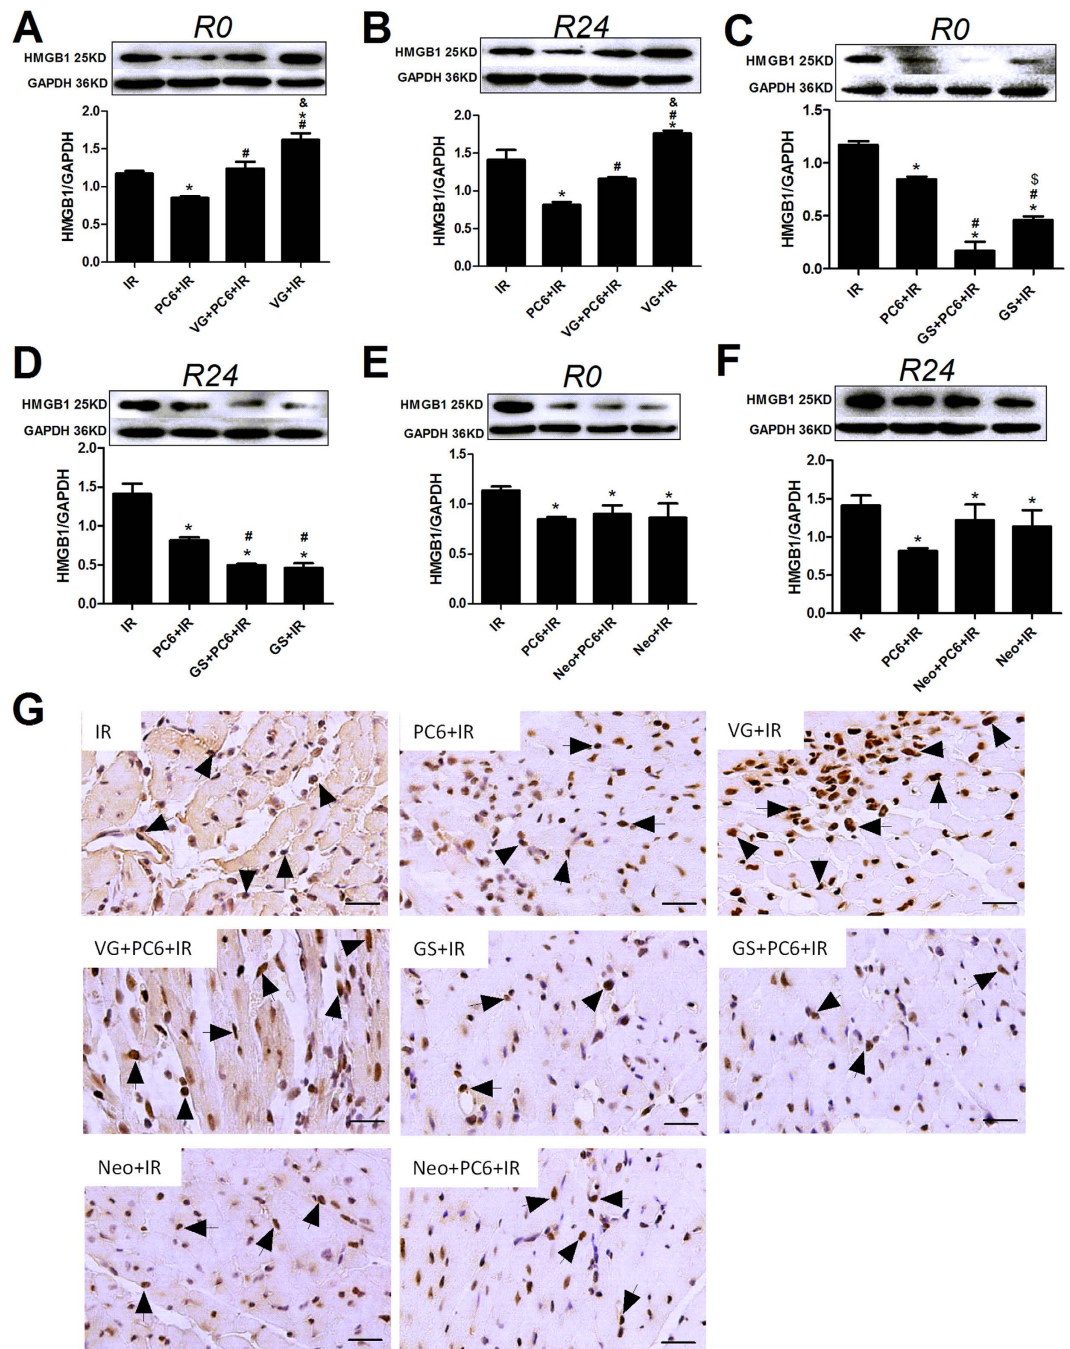 A
R0
HMGB1 25KD
GAPDH 36KD
HMGB1/GAPDH
2.0
1.5
1.0
0.5
0.0
*
#
&
*
#
IR
PC6+IR
VG+PC6+IR
VG+IR
B
R24
HMGB1 25KD
GAPDH 36KD
HMGB1/GAPDH
2.0
1.5
1.0
0.5
0.0
*
#
&
#
*
IR
PC6+IR
VG+PC6+IR
VG+IR
C
R0
HMGB1 25KD
GAPDH 36KD
HMGB1/GAPDH
1.5
1.0
0.5
0.0
*
#
*
$
#
*
IR
PC6+IR
GS+PC6+IR
GS+IR
D
R24
HMGB1 25KD
GAPDH 36KD
HMGB1/GAPDH
2.0
1.5
1.0
0.5
0.0
*
#
*
#
*
IR
PC6+IR
GS+PC6+IR
GS+IR
E
R0
HMGB1 25KD
GAPDH 36KD
HMGB1/GAPDH
1.5
1.0
0.5
0.0
*
*
*
IR
PC6+IR
Neo+PC6+IR
Neo+IR
F
R24
HMGB1 25KD
GAPDH 36KD
HMGB1/GAPDH
2.0
1.5
1.0
0.5
0.0
*
*
*
IR
PC6+IR
Neo+PC6+IR
Neo+IR
G
IR
PC6+IR
VG+IR
VG+PC6+IR
GS+IR
GS+PC6+IR
Neo+IR
Neo+PC6+IR